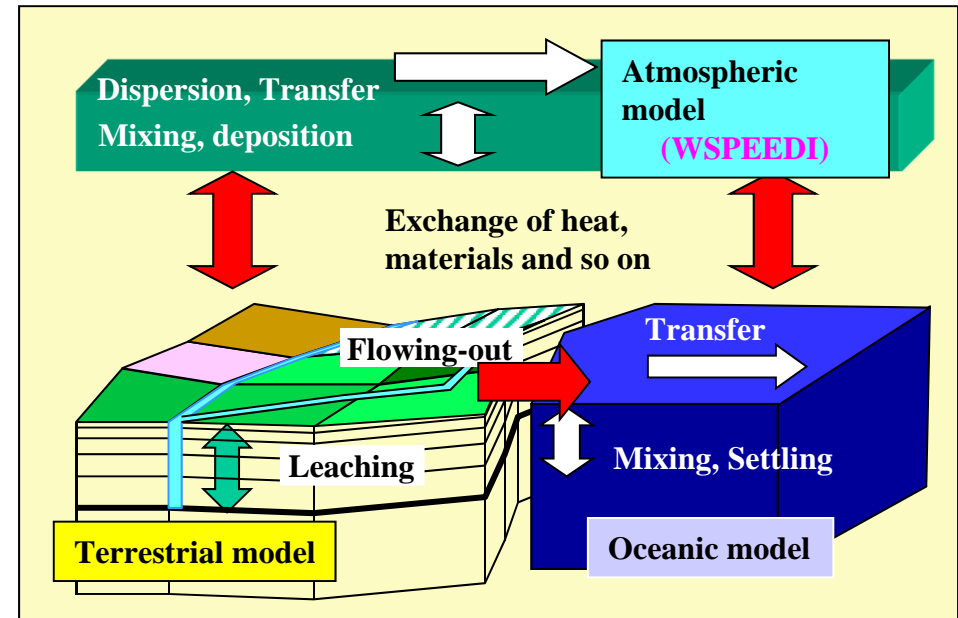 Dispersion, Transfer
Mixing, deposition
Atmospheric
model
(WSPEEDI)
Exchange of heat,
materials and so on
Flowing-out
Transfer
Leaching
Mixing, Settling
Terrestrial model
Oceanic model